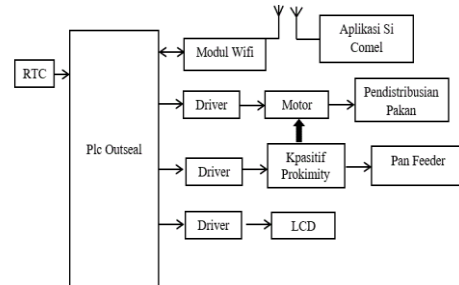 Aplikasi Si
Comel
Modul Wifi
RTC
Driver
Motor
Pendistribusian
Pakan
Plc Outseal
Driver
Kpasitif
Prokimity
Pan Feeder
Driver
LCD